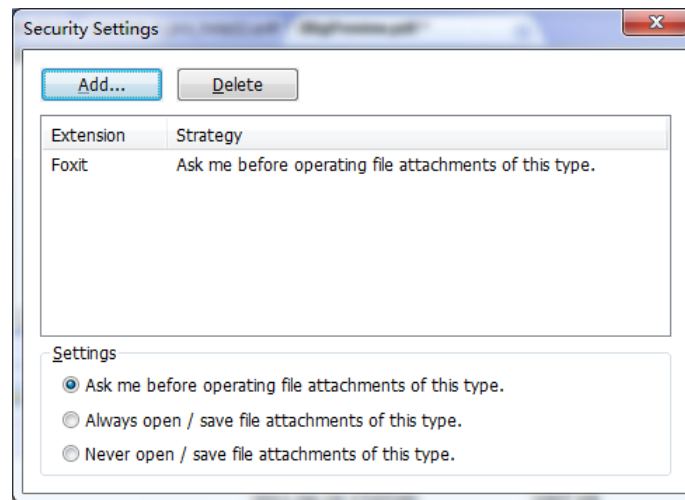 Security Settings
Add... Delete
Extension Strategy
Foxit Ask me before operating file attachments of this type.
Settings
Ask me before operating file attachments of this type.
Always open / save file attachments of this type.
Never open / save file attachments of this type.